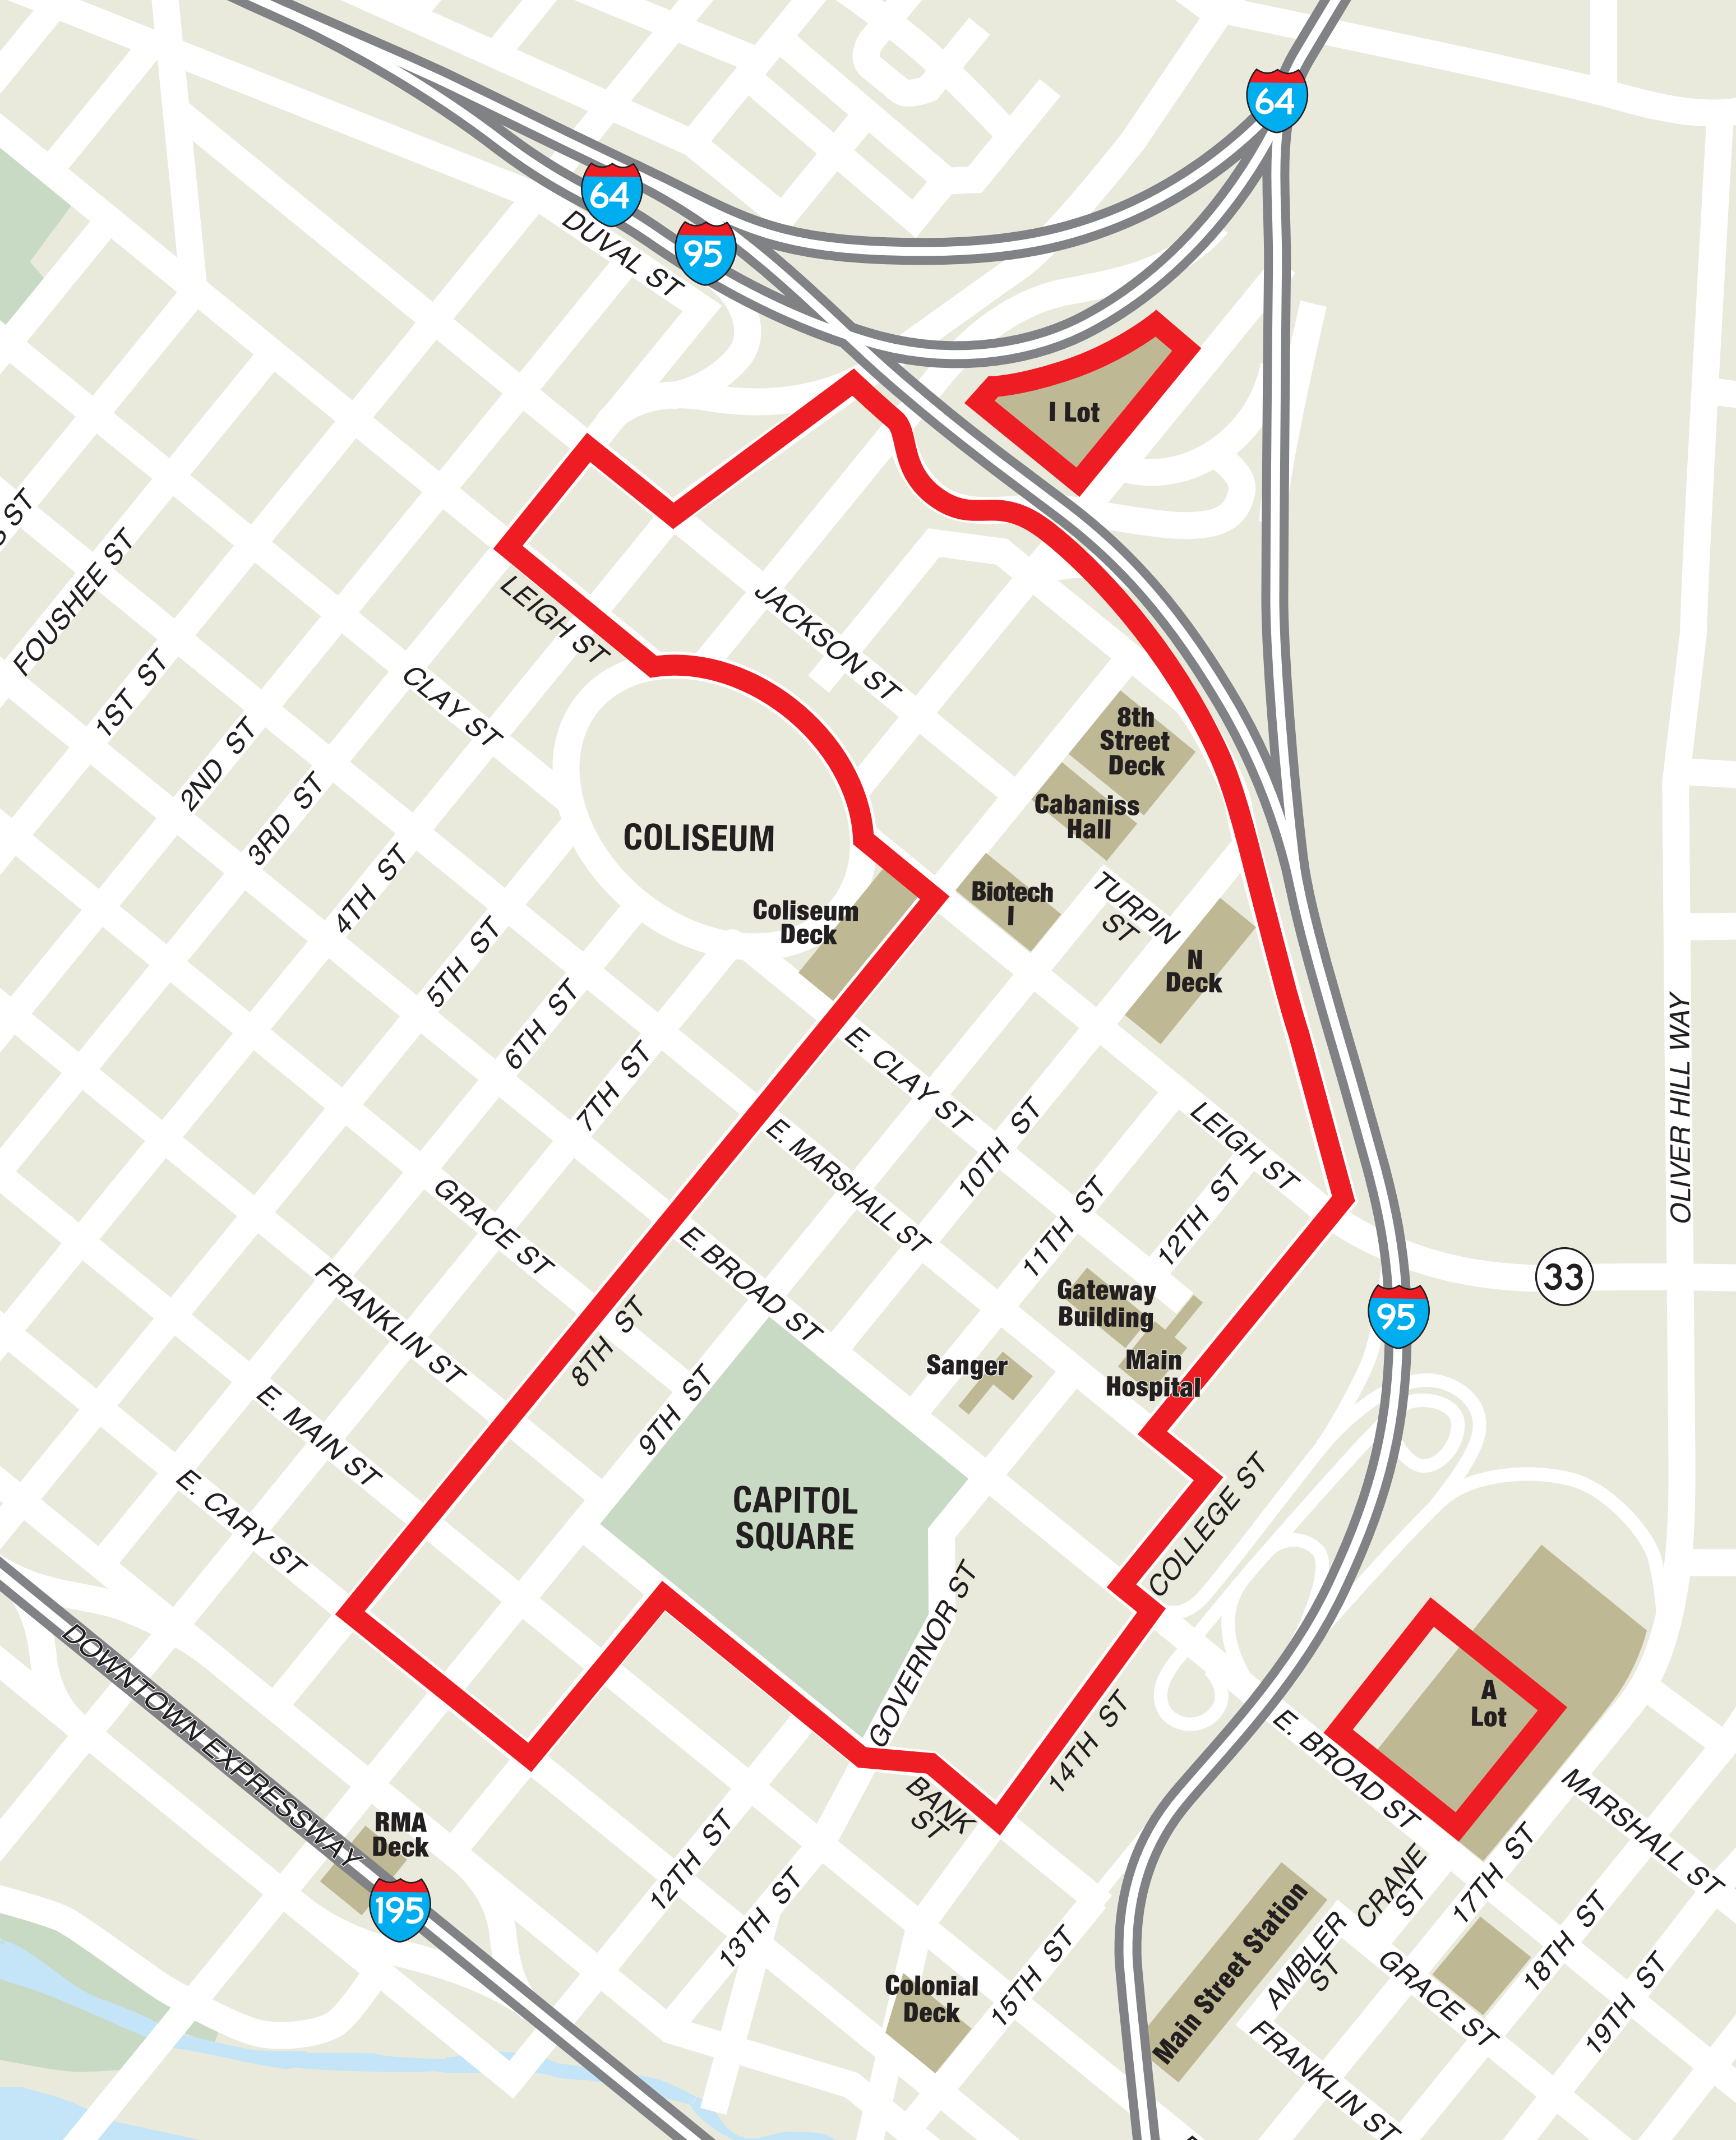 64
64
95
DUVAL ST
I Lot
ST
FOUSHEE ST
LEIGH ST
JACKSON ST
1ST ST
CLAY ST
2ND ST
3RD ST
4TH ST
5TH ST
6TH ST
7TH ST
COLISEUM
8th
Street
Deck
Cabaniss
Hall
Biotech
I
Coliseum
Deck
TURPIN
ST
N
Deck
E. CLAY ST
E. MARSHALL ST
10TH ST
LEIGH ST
11TH ST
12TH ST
OLIVER HILL WAY
33
95
GRACE ST
E. BROAD ST
FRANKLIN ST
8TH ST
9TH ST
Gateway
Building
Sanger
Main
Hospital
E. MAIN ST
E. CARY ST
CAPITOL
SQUARE
COLLEGE ST
GOVERNOR ST
DOWNTOWN EXPRESSWAY
A
Lot
14TH ST
E. BROAD ST
MARSHALL ST
BANK
ST
RMA
Deck
195
12TH ST
13TH ST
CRANE
ST
17TH ST
18TH ST
19TH ST
AMBLER
ST
GRACE ST
FRANKLIN ST
Main Street Station
Colonial
Deck
15TH ST